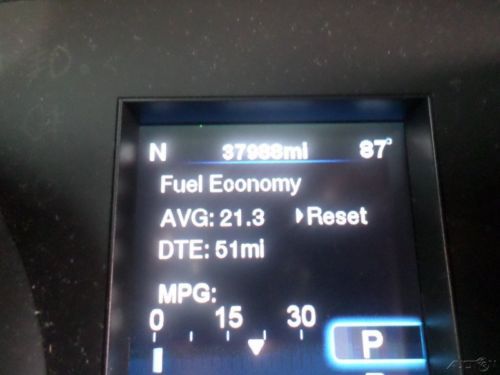 N 37988mi 87°
Fuel Economy
AVG: 21.3 Reset
DTE: 51mi
MPG:
0 15 30
P